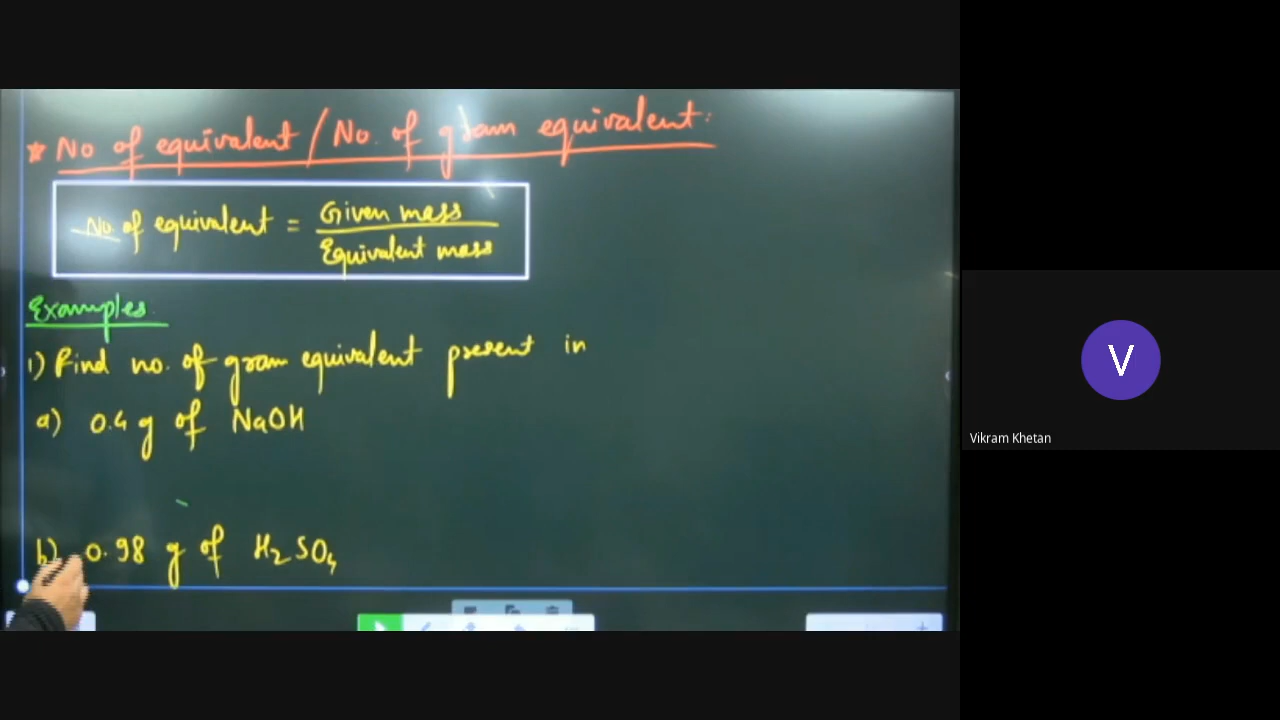 * No of equivalent / No. of gram equivalent:
No. of equivalent = Given mass
Equivalent mass
Examples.
1) Find no. of gram equivalent present in
a) 0.4 g of NaOH
b) 0.98 g of H₂SO₄
V
Vikram Khetan